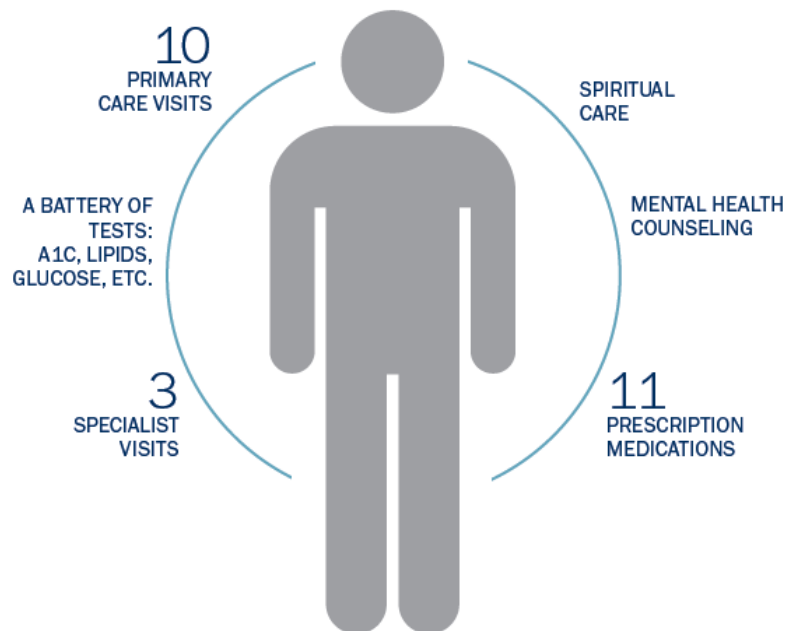 10
PRIMARY
CARE VISITS
A BATTERY OF
TESTS:
A1C, LIPIDS,
GLUCOSE, ETC.
3
SPECIALIST
VISITS
SPIRITUAL
CARE
MENTAL HEALTH
COUNSELING
11
PRESCRIPTION
MEDICATIONS